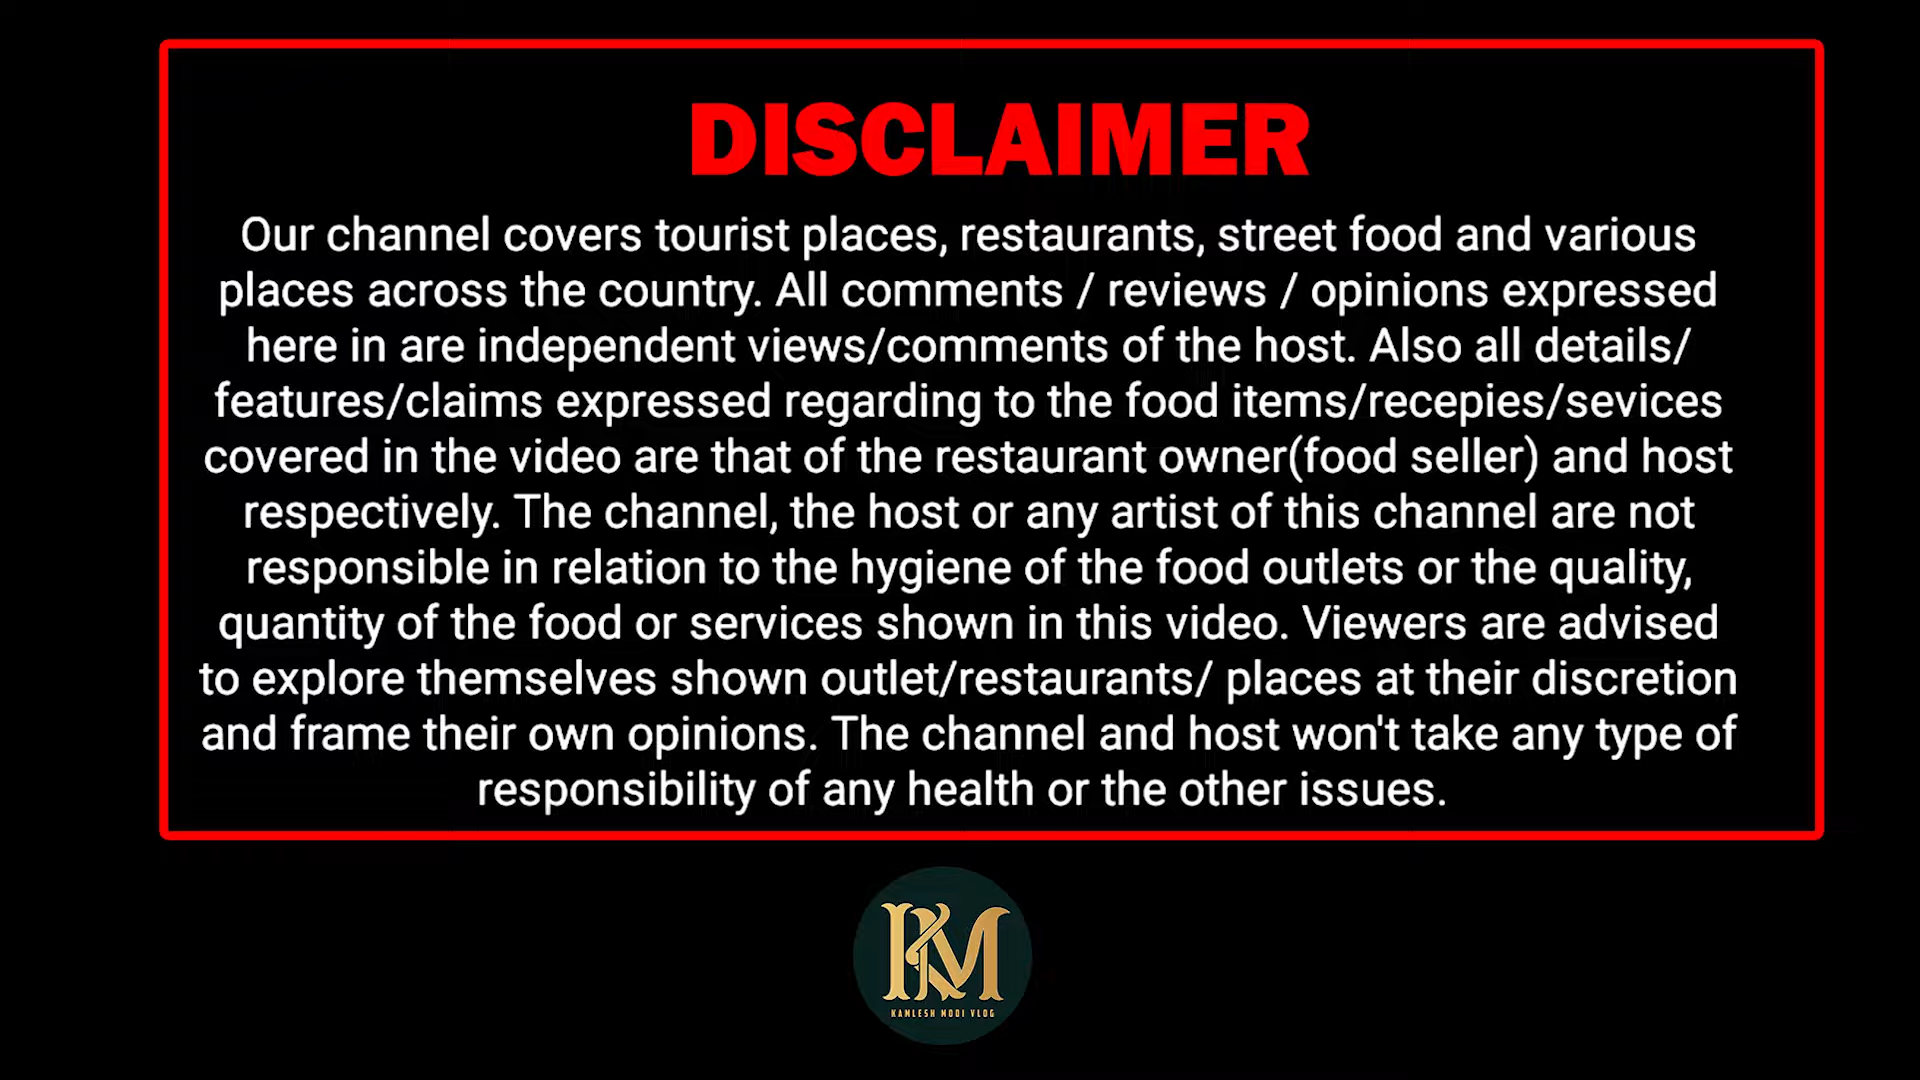 DISCLAIMER
Our channel covers tourist places, restaurants, street food and various
places across the country. All comments / reviews / opinions expressed
here in are independent views/comments of the host. Also all details/
features/claims expressed regarding to the food items/recepies/sevices
covered in the video are that of the restaurant owner(food seller) and host
respectively. The channel, the host or any artist of this channel are not
responsible in relation to the hygiene of the food outlets or the quality,
quantity of the food or services shown in this video. Viewers are advised
to explore themselves shown outlet/restaurants/ places at their discretion
and frame their own opinions. The channel and host won't take any type of
responsibility of any health or the other issues.
KM
KAMLESH MODI VLOG